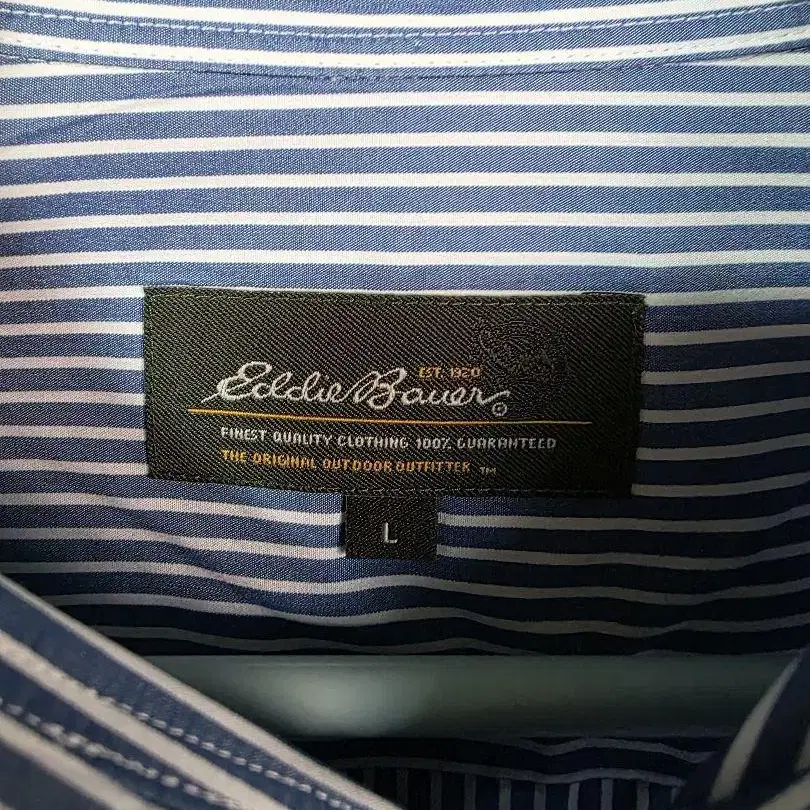 EST. 1920
Eddie Bauer ®
FINEST QUALITY CLOTHING 100% GUARANTEED
THE ORIGINAL OUTDOOR OUTFITTER ™
L